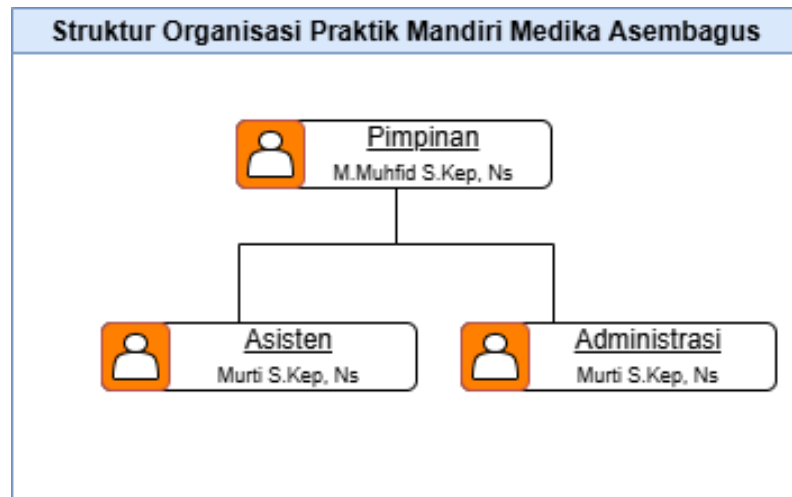 Struktur Organisasi Praktik Mandiri Medika Asembagus
Pimpinan
M.Muhfid S.Kep, Ns
Asisten
Murti S.Kep, Ns
Administrasi
Murti S.Kep, Ns